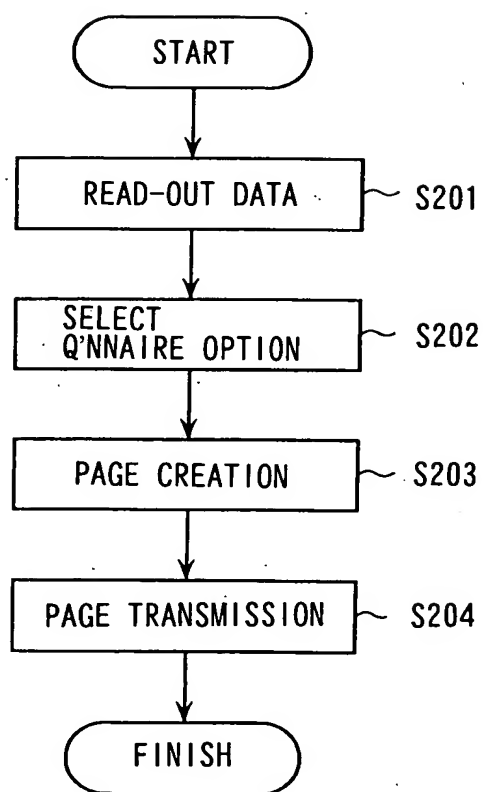 START
READ-OUT DATA
S201
SELECT
Q'NNAIRE OPTION
S202
PAGE CREATION
S203
PAGE TRANSMISSION
S204
FINISH